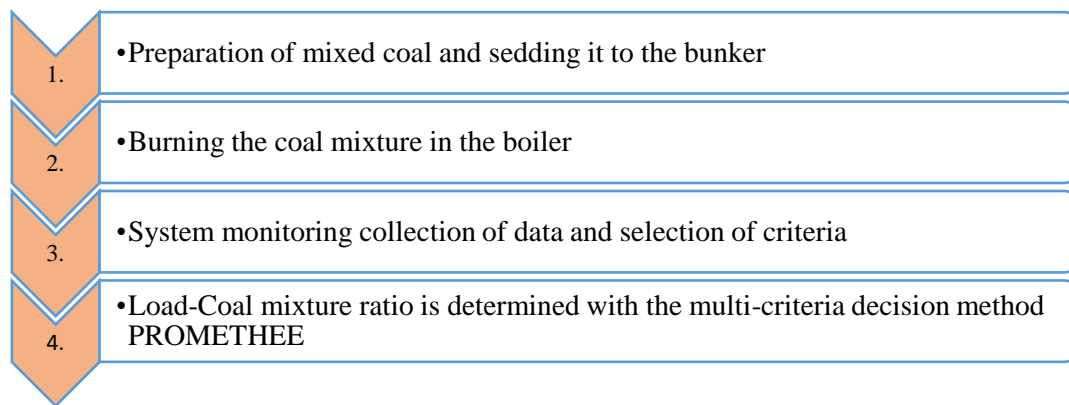 1.
•Preparation of mixed coal and sedding it to the bunker
2.
•Burning the coal mixture in the boiler
3.
•System monitoring collection of data and selection of criteria
4.
•Load-Coal mixture ratio is determined with the multi-criteria decision method
PROMETHEE